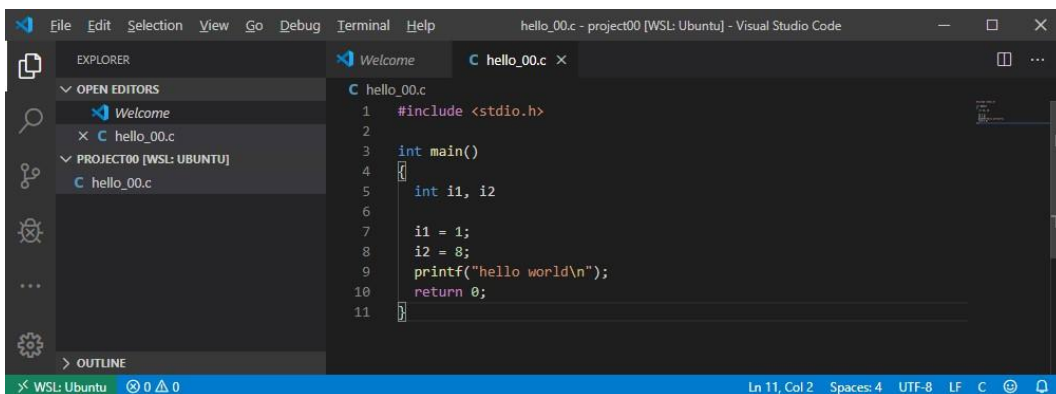 File Edit Selection View Go Debug Terminal Help hello_00.c - project00 [WSL: Ubuntu] - Visual Studio Code
EXPLORER
OPEN EDITORS
Welcome
C hello_00.c
PROJECT00 [WSL: UBUNTU]
C hello_00.c
OUTLINE
Welcome C hello_00.c
C hello_00.c
1 #include <stdio.h>
2
3 int main()
4 {
5 int i1, i2
6
7 i1 = 1;
8 i2 = 8;
9 printf("hello world\n");
10 return 0;
11 }
WSL: Ubuntu 0 0 Ln 11, Col 2 Spaces: 4 UTF-8 LF C